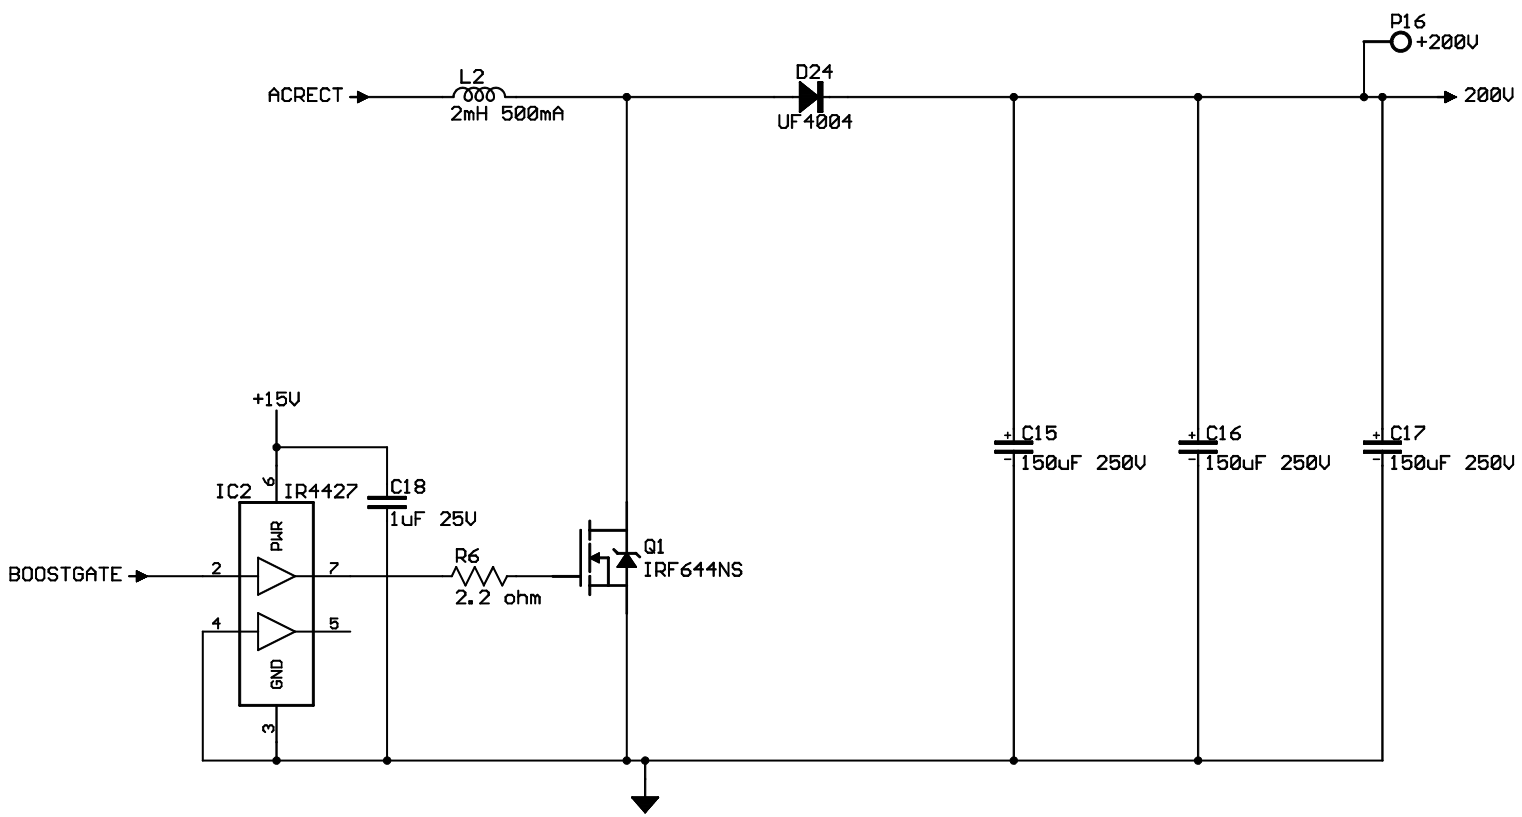 P16
+200V
D24
L2
ACRECT
200V
2mH 500mA
UF4004
+15V
C15
C16
C17
150uF 250V
150uF 250V
150uF 250V
6
IC2
IR4427
C18
1uF 25V
PWR
Q1
R6
BOOSTGATE
2
7
IRF644NS
2.2 ohm
4
5
GND
3
+
-
+
-
+
-